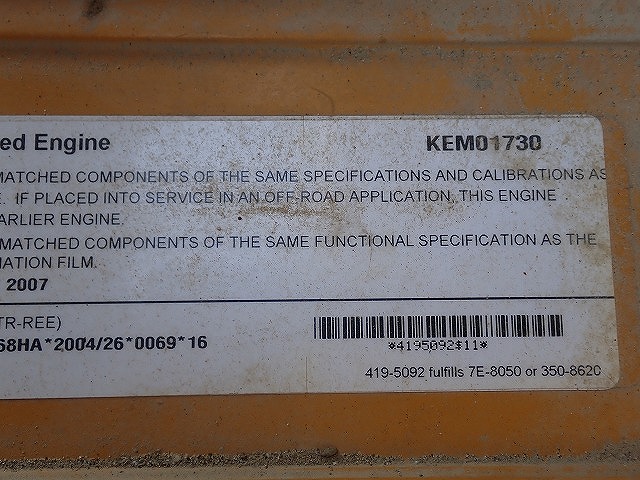 ed Engine KEM01730
MATCHED COMPONENTS OF THE SAME SPECIFICATIONS AND CALIBRATIONS AS
. IF PLACED INTO SERVICE IN AN OFF-ROAD APPLICATION, THIS ENGINE
ARLIER ENGINE.
MATCHED COMPONENTS OF THE SAME FUNCTIONAL SPECIFICATION AS THE
MATION FILM.
2007
TR-REE)
68HA*2004/26*0069*16
*4195092$11*
419-5092 fulfills 7E-8050 or 350-8620